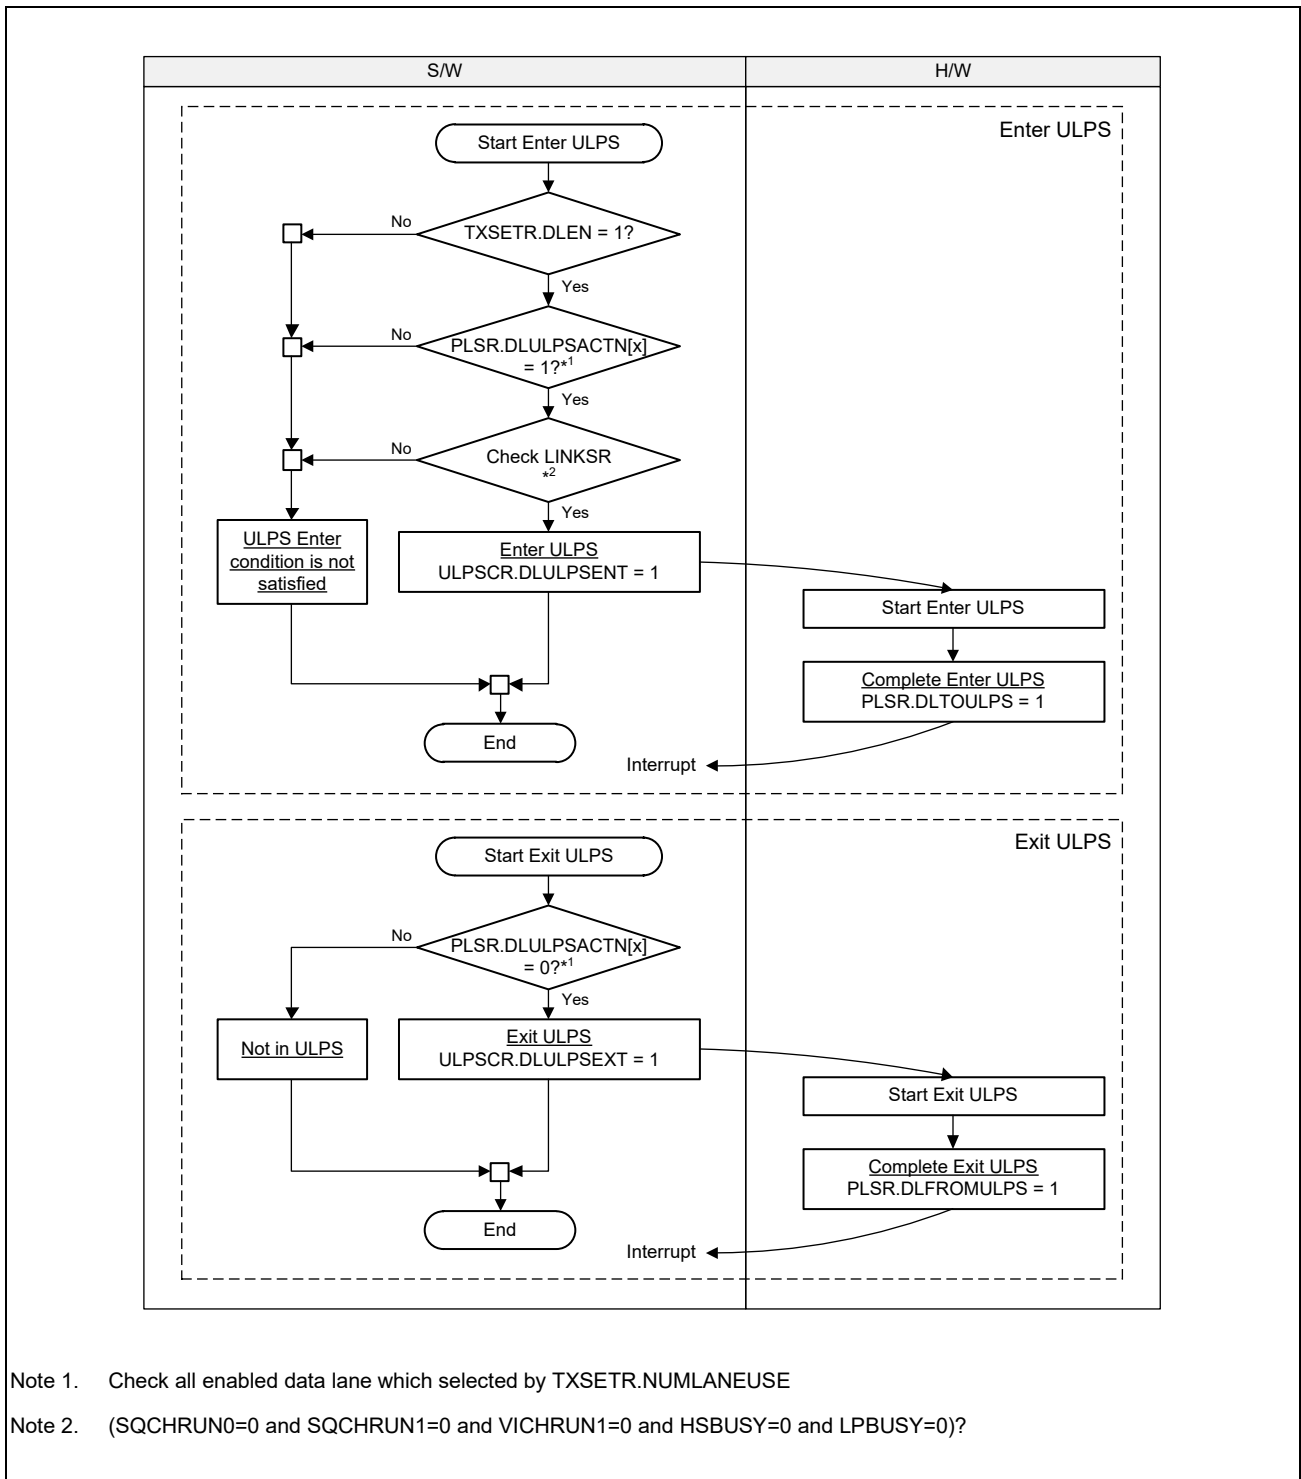 S/W
H/W
Enter ULPS
Start Enter ULPS
TXSETR.DLEN = 1?
No
Yes
PLSR.DLULPSACTN[x]
= 1?*1
No
Yes
Check LINKSR
*2
No
Yes
ULPS Enter
condition is not
satisfied
Enter ULPS
ULPSCR.DLULPSENT = 1
Start Enter ULPS
Complete Enter ULPS
PLSR.DLTOULPS = 1
End
Interrupt
Exit ULPS
Start Exit ULPS
PLSR.DLULPSACTN[x]
= 0?*1
No
Yes
Not in ULPS
Exit ULPS
ULPSCR.DLULPSEXT = 1
Start Exit ULPS
Complete Exit ULPS
PLSR.DLFROMULPS = 1
End
Interrupt
Note 1. Check all enabled data lane which selected by TXSETR.NUMLANEUSE
Note 2. (SQCHRUN0=0 and SQCHRUN1=0 and VICHRUN1=0 and HSBUSY=0 and LPBUSY=0)?